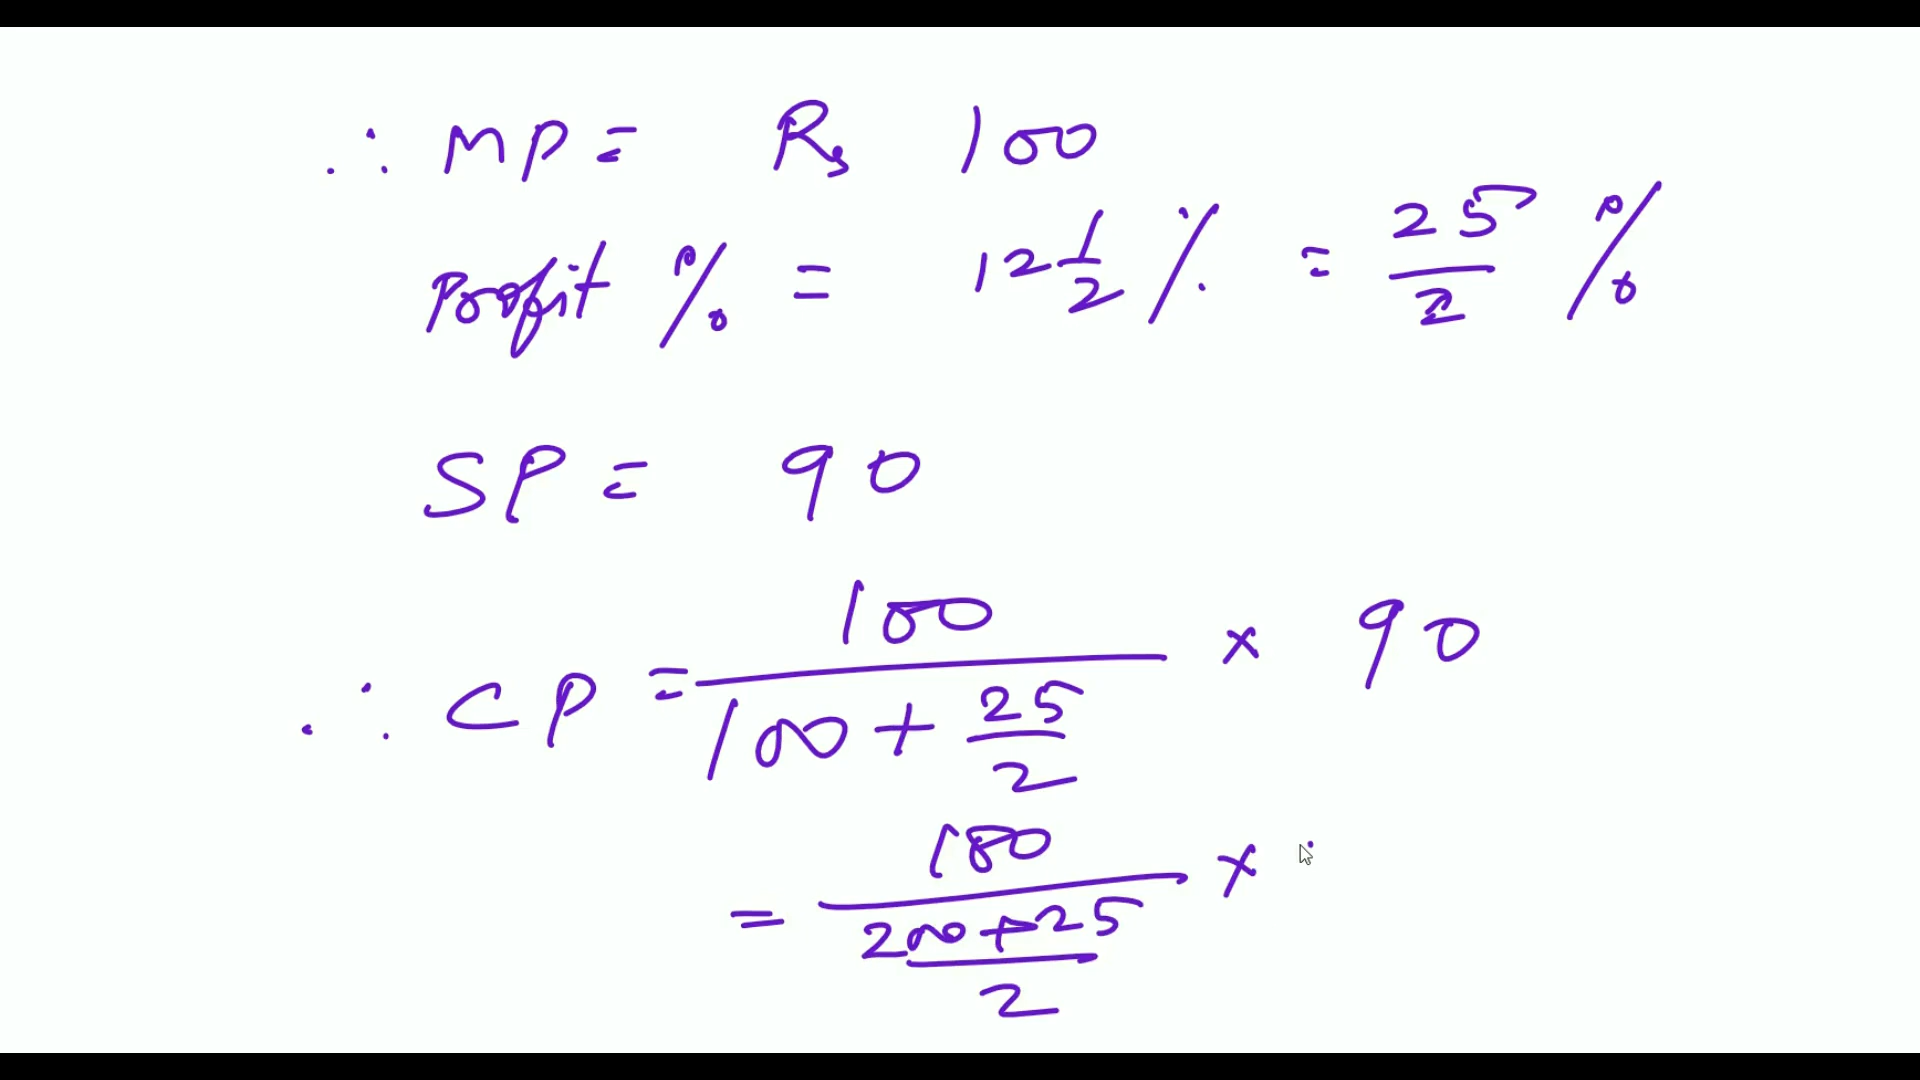 ∴ MP = Rs 100
Profit % = 12 1/2 % = 25/2 %
SP = 90
∴ CP = 100/(100 + 25/2) × 90
= 180/((200+25)/2) ×